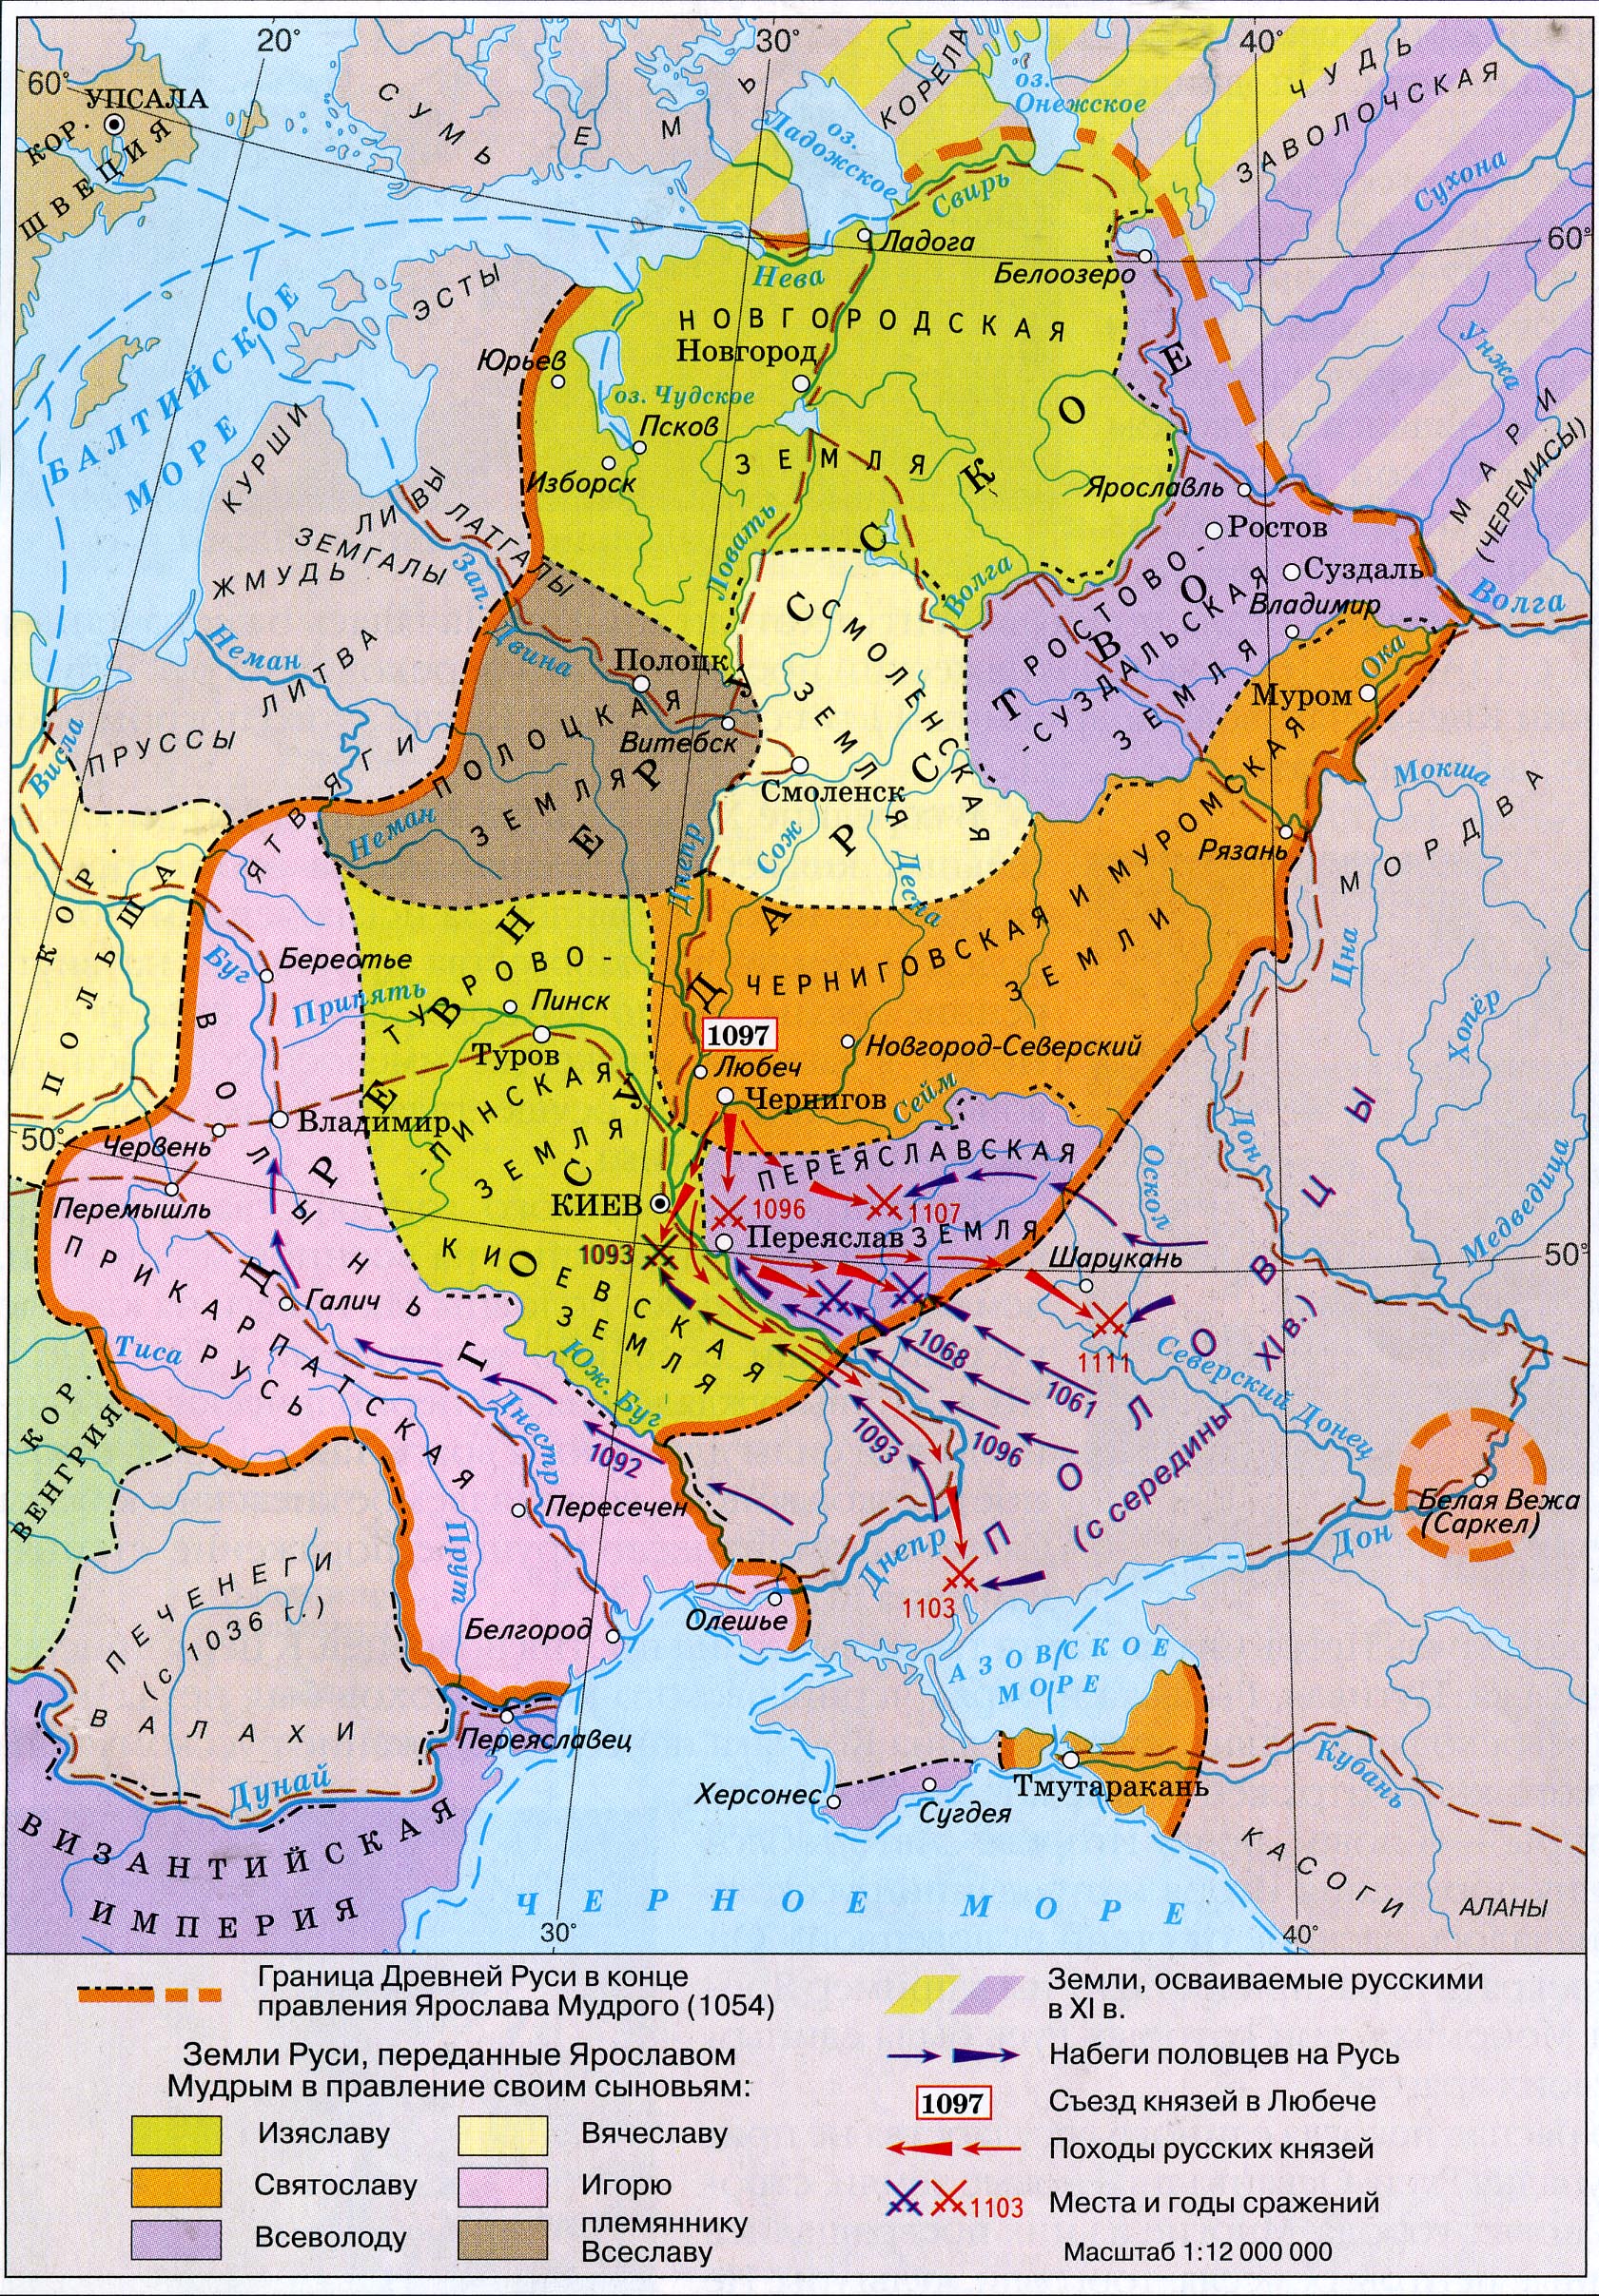 20°
30°
40°
60°
УПСАЛА
КОР.
ШВЕЦИЯ
СУМЬ
ЕМЬ
КОРЕЛА
оз.
Ладожское
оз.
Онежское
ЧУДЬ
ЗАВОЛОЧСКАЯ
Сухона
Свирь
Ладога
Белоозеро
60°
Нева
ЭСТЫ
БАЛТИЙСКОЕ
МОРЕ
НОВГОРОДСКАЯ
ЗЕМЛЯ
Новгород
Юрьев
оз. Чудское
Псков
Изборск
Унжа
МАРИ
(ЧЕРЕМИСЫ)
КУРШИ
ЛИВЫ
ЛАТГАЛЫ
ЗЕМГАЛЫ
ЖМУДЬ
Зап.
Двина
Ловать
Волга
Ярославль
Ростов
Суздаль
Владимир
Волга
РОСТОВО-
-СУЗДАЛЬСКАЯ
ЗЕМЛЯ
Неман
ЛИТВА
Полоцк
ПОЛОЦКАЯ
ЗЕМЛЯ
Витебск
СМОЛЕНСКАЯ
ЗЕМЛЯ
Смоленск
Ока
Муром
Мокша
МОРДВА
Висла
ПРУССЫ
ЯТВЯГИ
Неман
Днепр
Сож
Десна
Рязань
ДРЕВНЕРУССКОЕ
ГОСУДАРСТВО
КОР.
ПОЛЬША
Буг
Берестье
Припять
Пинск
ТУРОВО-
-ПИНСКАЯ
ЗЕМЛЯ
Туров
ЧЕРНИГОВСКАЯ И МУРОМСКАЯ
ЗЕМЛИ
1097
Любеч
Чернигов
Новгород-Северский
Сейм
Цна
Хопёр
Дон
Медведица
ВОЛЫНЬ
Владимир
50°
Червень
Перемышль
КИЕВ
1093
1096
1107
ПЕРЕЯСЛАВСКАЯ
ЗЕМЛЯ
Переяслав
Оскол
Шарукань
50°
1111
ПОЛОВЦЫ
(с середины XI в.)
ПРИКАРПАТСКАЯ
РУСЬ
Галич
КИЕВСКАЯ
ЗЕМЛЯ
Юж. Буг
Тиса
1068
1061
1096
1093
1092
Северский Донец
КОР.
ВЕНГРИЯ
Днестр
Пересечен
Прут
Белая Вежа
(Саркел)
Днепр
Дон
1103
ПЕЧЕНЕГИ
(с 1036 г.)
Белгород
Олешье
АЗОВСКОЕ
МОРЕ
ВАЛАХИ
Переяславец
Дунай
Херсонес
Сугдея
Тмутаракань
Кубань
ВИЗАНТИЙСКАЯ
ИМПЕРИЯ
КАСОГИ
АЛАНЫ
ЧЕРНОЕ МОРЕ
30°
40°
Граница Древней Руси в конце
правления Ярослава Мудрого (1054)
Земли Руси, переданные Ярославом
Мудрым в правление своим сыновьям:
Изяславу
Вячеславу
Святославу
Игорю
Всеволоду
племяннику
Всеславу
Земли, осваиваемые русскими
в XI в.
Набеги половцев на Русь
1097
Съезд князей в Любече
Походы русских князей
1103
Места и годы сражений
Масштаб 1:12 000 000